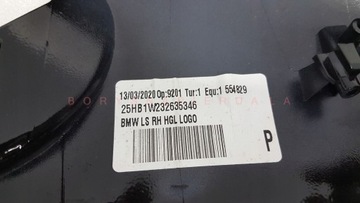 13/03/2020 Op:9201 Tur:1 Equ:1 554829
25HB1W232635346
BMW LS RH HGL LOGO
P